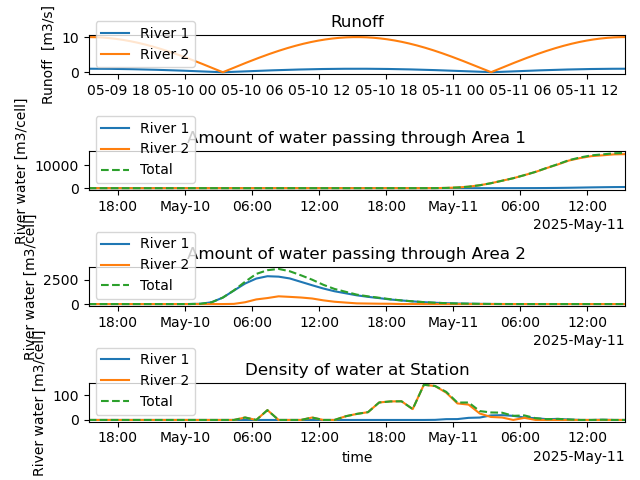 Runoff
Runoff [m3/s]
10
0
River 1
River 2
05-09 18 05-10 00 05-10 06 05-10 12 05-10 18 05-11 00 05-11 06 05-11 12
Amount of water passing through Area 1
River water [m3/cell]
10000
0
River 1
River 2
Total
18:00 May-10 06:00 12:00 18:00 May-11 06:00 12:00
2025-May-11
Amount of water passing through Area 2
River water [m3/cell]
2500
0
River 1
River 2
Total
18:00 May-10 06:00 12:00 18:00 May-11 06:00 12:00
2025-May-11
Density of water at Station
River water [m3/cell]
100
0
River 1
River 2
Total
18:00 May-10 06:00 12:00 18:00 May-11 06:00 12:00
time
2025-May-11